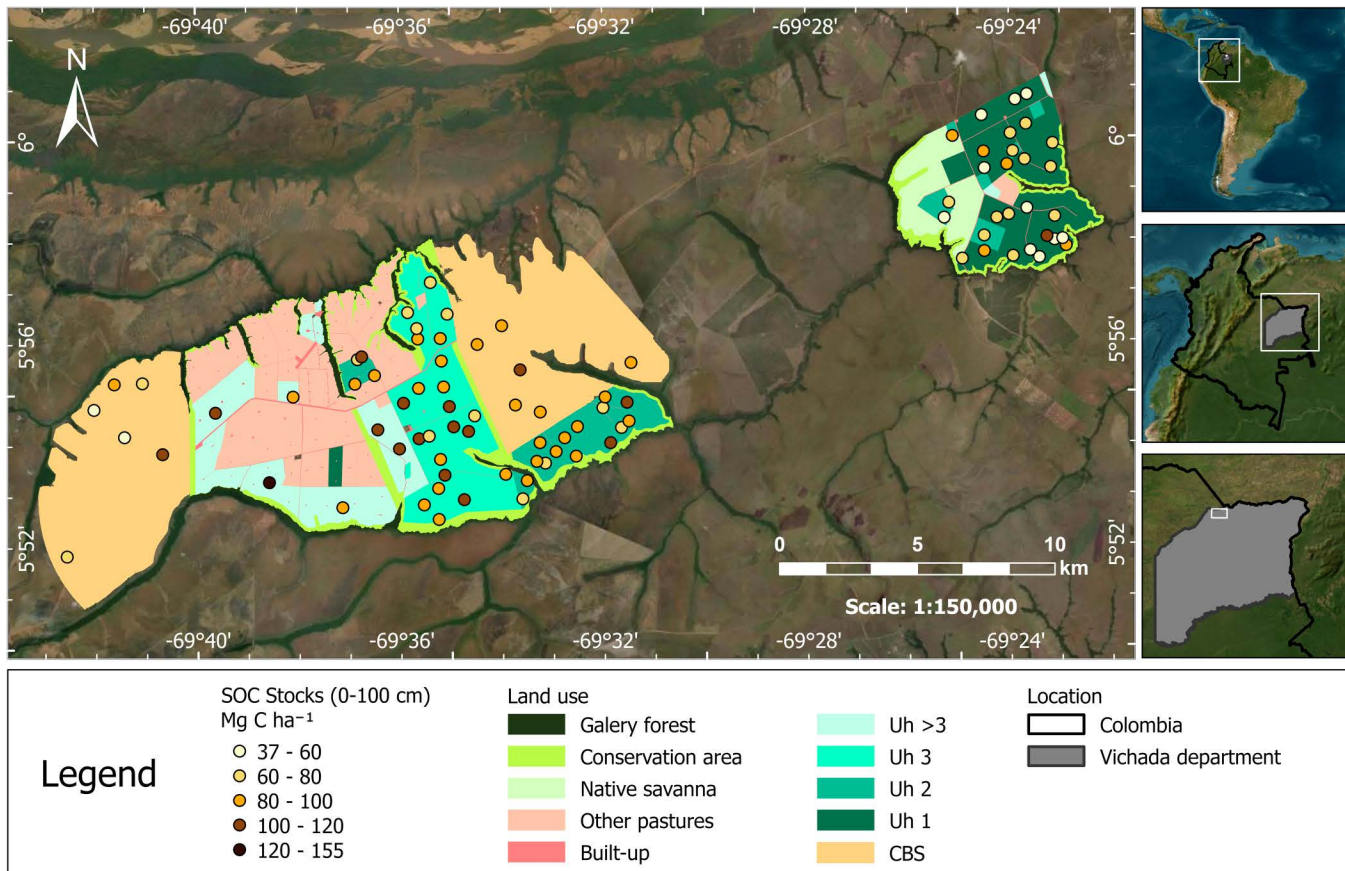 -69°40' -69°36' -69°32' -69°28' -69°24'
N
6°
6°
5°56'
5°56'
5°52'
5°52'
0 5 10
km
Scale: 1:150,000
-69°40' -69°36' -69°32' -69°28' -69°24'
Legend
SOC Stocks (0-100 cm)
Mg C ha⁻¹
37 - 60
60 - 80
80 - 100
100 - 120
120 - 155
Land use
Galery forest
Conservation area
Native savanna
Other pastures
Built-up
Uh >3
Uh 3
Uh 2
Uh 1
CBS
Location
Colombia
Vichada department